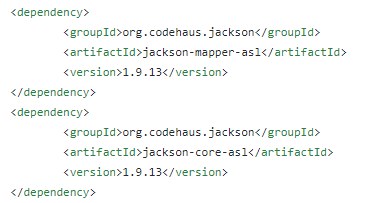 <dependency>
        <groupId>org.codehaus.jackson</groupId>
        <artifactId>jackson-mapper-asl</artifactId>
        <version>1.9.13</version>
</dependency>
<dependency>
        <groupId>org.codehaus.jackson</groupId>
        <artifactId>jackson-core-asl</artifactId>
        <version>1.9.13</version>
</dependency>